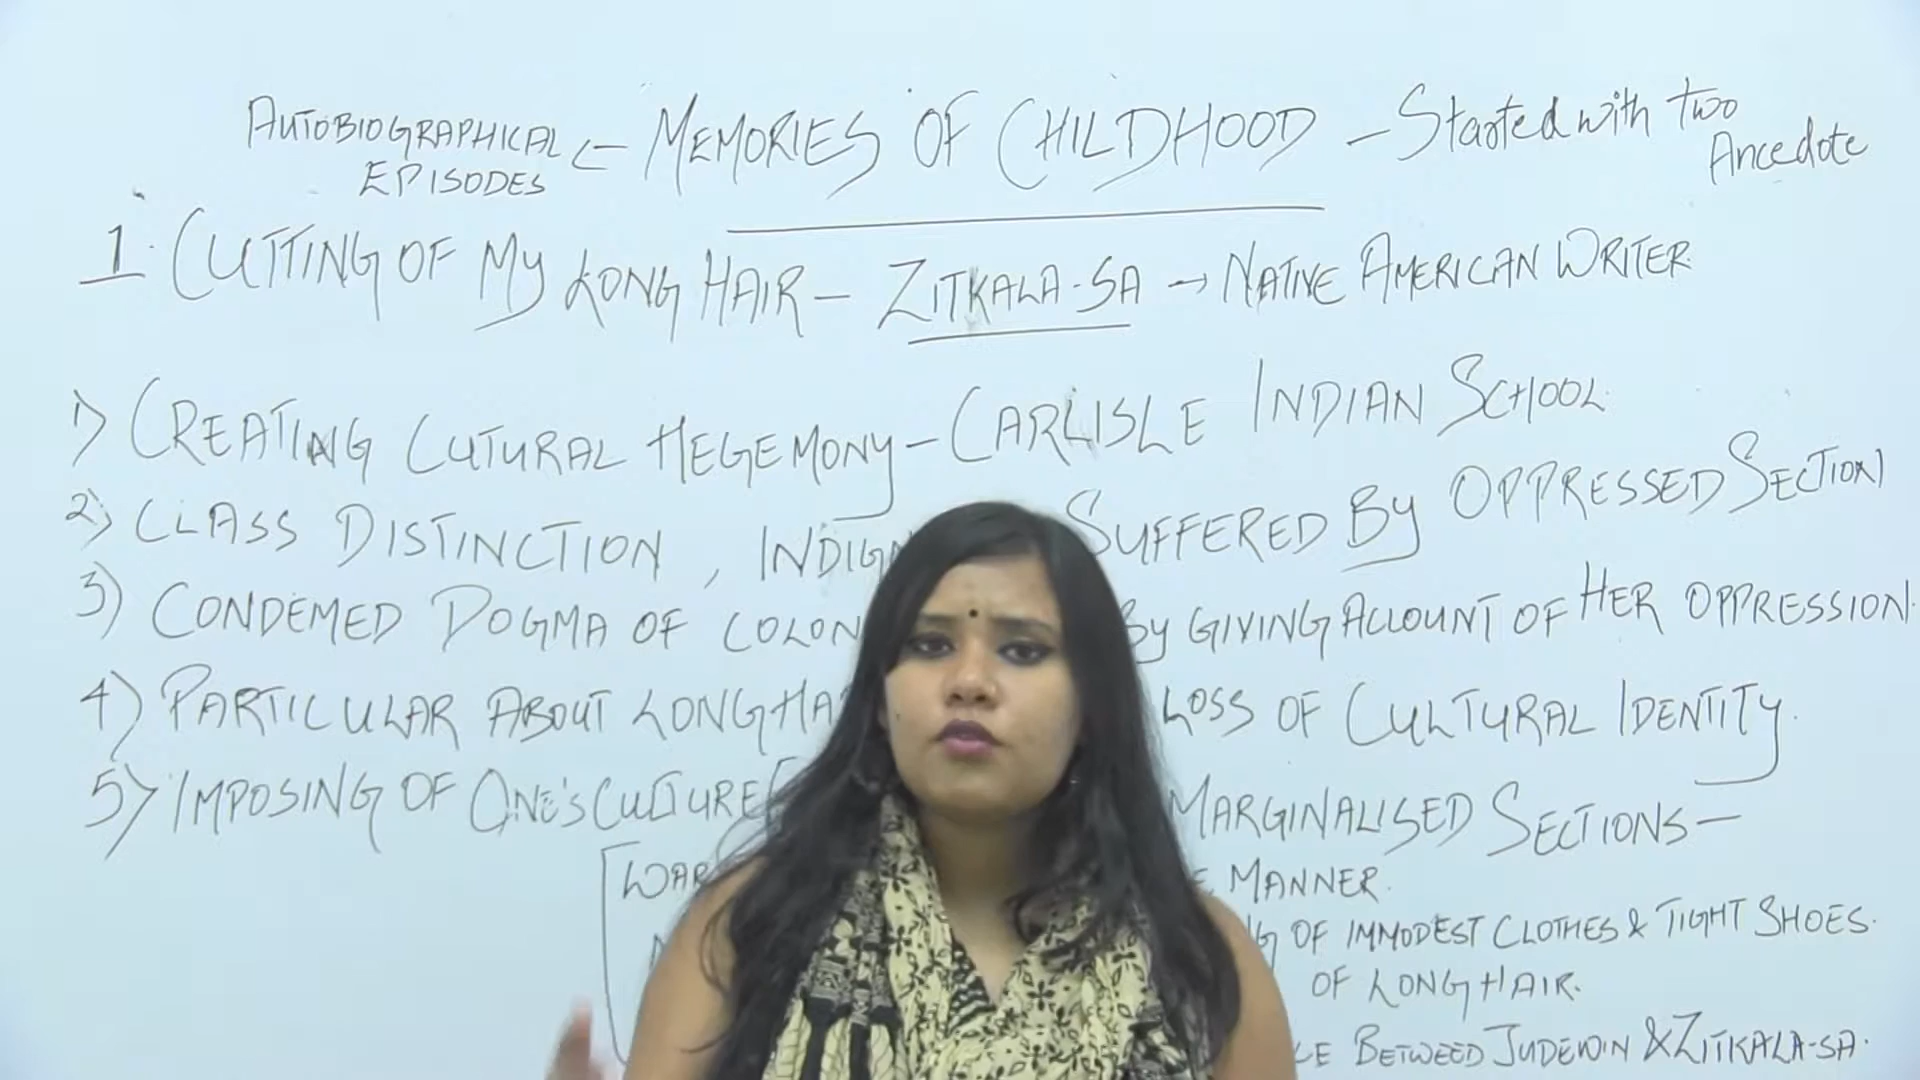 AUTOBIOGRAPHICAL EPISODES ← MEMORIES OF CHILDHOOD - Started with Two Ancedote
1. CUTTING OF MY LONG HAIR - ZITKALA-SA → NATIVE AMERICAN WRITER
1) CREATING CUTURAL HEGEMONY - CARLISLE INDIAN SCHOOL.
2) CLASS DISTINCTION, SUFFERED BY OPPRESSED SECTION
3) CONDEMED DOGMA OF BY GIVING ACCOUNT OF HER OPPRESSION.
4) PARTICULAR ABOUT LONG LOSS OF CULTURAL IDENTITY.
5) IMPOSING OF ONE'S CULTURE MARGINALISED SECTIONS -
MANNER.
OF IMMODEST CLOTHES & TIGHT SHOES.
OF LONG HAIR.
BETWEED JUDEWIN & ZITKALA-SA.